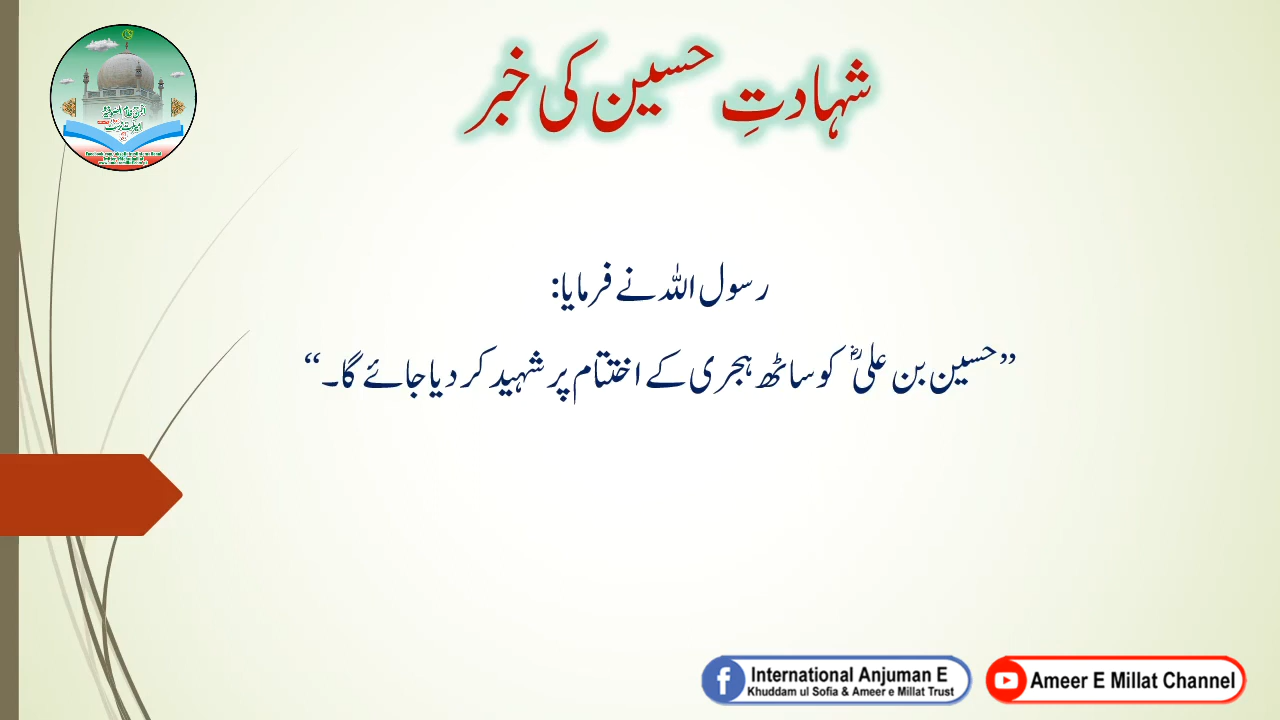 شہادتِ حسین کی خبر
رسول اللہ نے فرمایا:
”حسین بن علیؓ کو ساٹھ ہجری کے اختتام پر شہید کر دیا جائے گا۔“
International Anjuman E
Khuddam ul Sofia & Ameer e Millat Trust
Ameer E Millat Channel